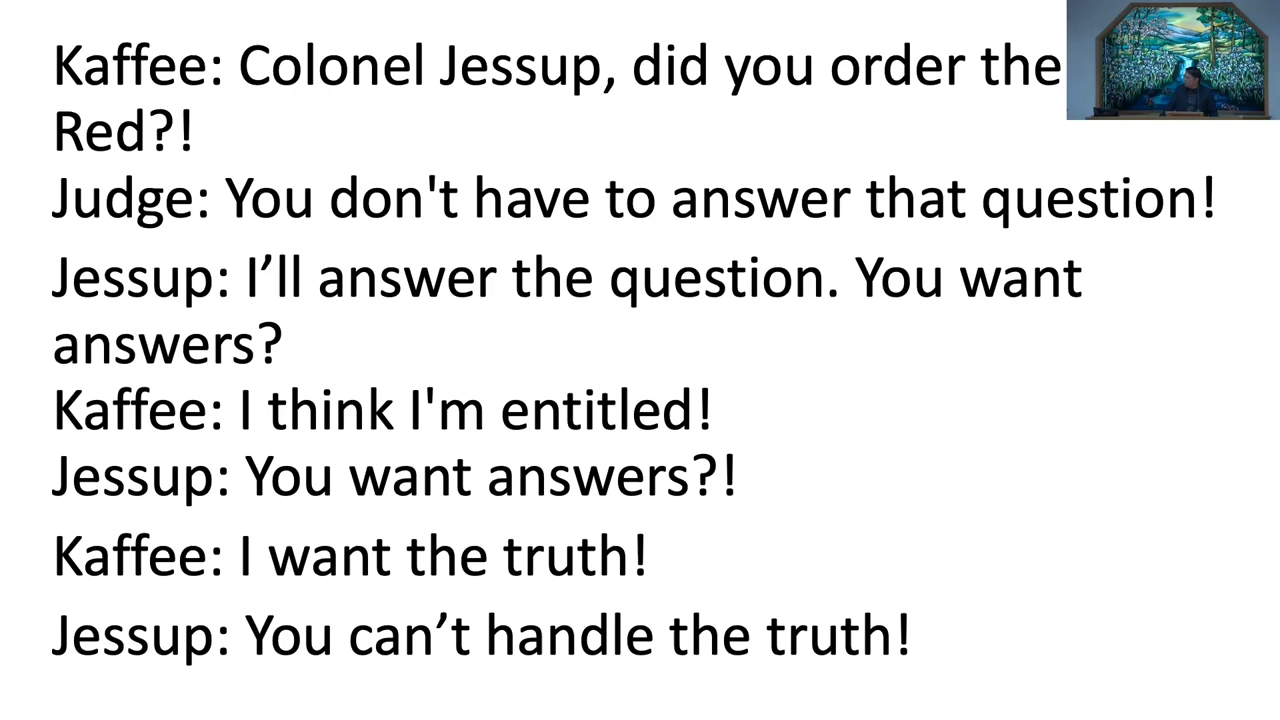 Kaffee: Colonel Jessup, did you order the
Red?!
Judge: You don't have to answer that question!
Jessup: I’ll answer the question. You want
answers?
Kaffee: I think I'm entitled!
Jessup: You want answers?!
Kaffee: I want the truth!
Jessup: You can’t handle the truth!